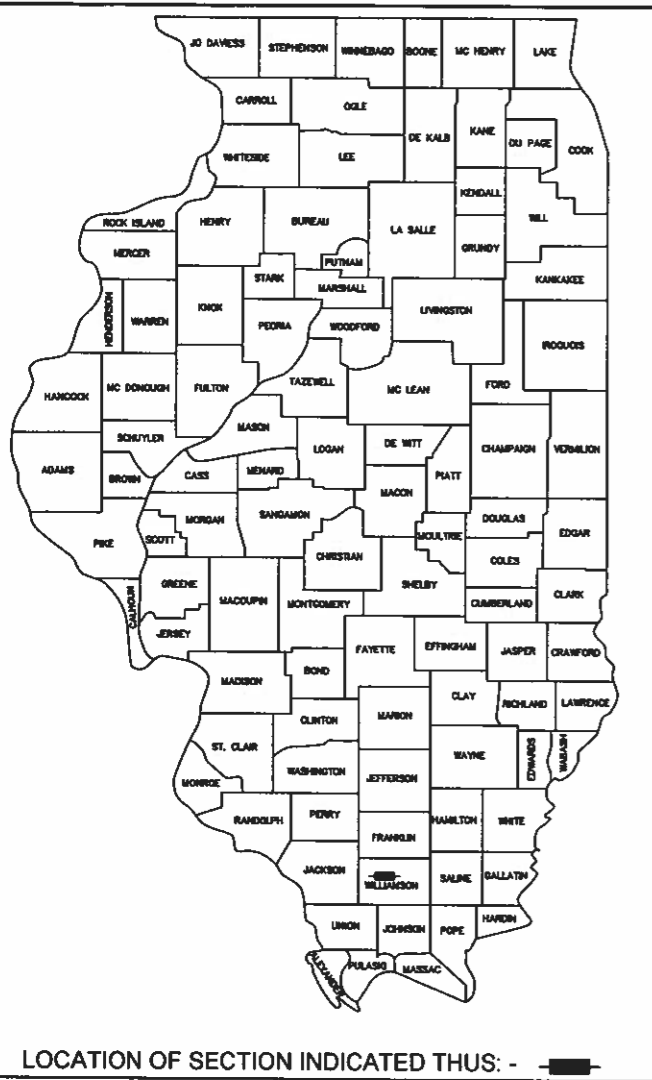 JO DAVIESS STEPHENSON WINNEBAGO BOONE MC HENRY LAKE
CARROLL OGLE DE KALB KANE DU PAGE COOK
WHITESIDE LEE
KENDALL
ROCK ISLAND HENRY BUREAU LA SALLE WILL
MERCER PUTNAM GRUNDY
STARK MARSHALL KANKAKEE
HENDERSON WARREN KNOX PEORIA WOODFORD LIVINGSTON IROQUOIS
HANCOCK MC DONOUGH FULTON TAZEWELL MC LEAN FORD
MASON
SCHUYLER LOGAN DE WITT CHAMPAIGN VERMILION
ADAMS BROWN CASS MENARD PIATT
MACON
PIKE SCOTT MORGAN SANGAMON MOULTRIE DOUGLAS EDGAR
CHRISTIAN COLES
CALHOUN GREENE MACOUPIN MONTGOMERY SHELBY CUMBERLAND CLARK
JERSEY FAYETTE EFFINGHAM JASPER CRAWFORD
MADISON BOND
CLINTON MARION CLAY RICHLAND LAWRENCE
ST. CLAIR WAYNE EDWARDS WABASH
MONROE WASHINGTON JEFFERSON
RANDOLPH PERRY HAMILTON WHITE
FRANKLIN
JACKSON WILLIAMSON SALINE GALLATIN
UNION JOHNSON POPE HARDIN
ALEXANDER PULASKI MASSAC
LOCATION OF SECTION INDICATED THUS: -